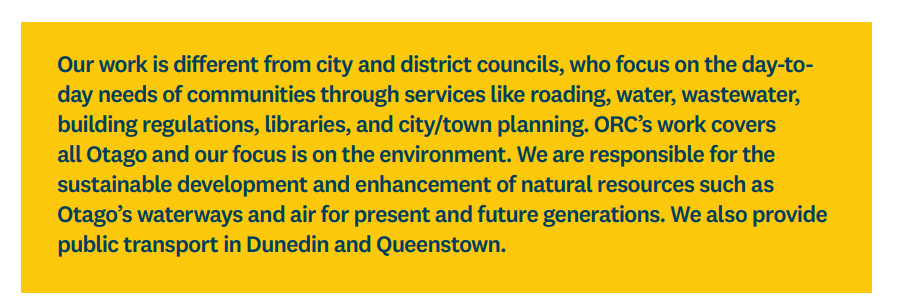 Our work is different from city and district councils, who focus on the day-to-
day needs of communities through services like roading, water, wastewater,
building regulations, libraries, and city/town planning. ORC’s work covers
all Otago and our focus is on the environment. We are responsible for the
sustainable development and enhancement of natural resources such as
Otago’s waterways and air for present and future generations. We also provide
public transport in Dunedin and Queenstown.